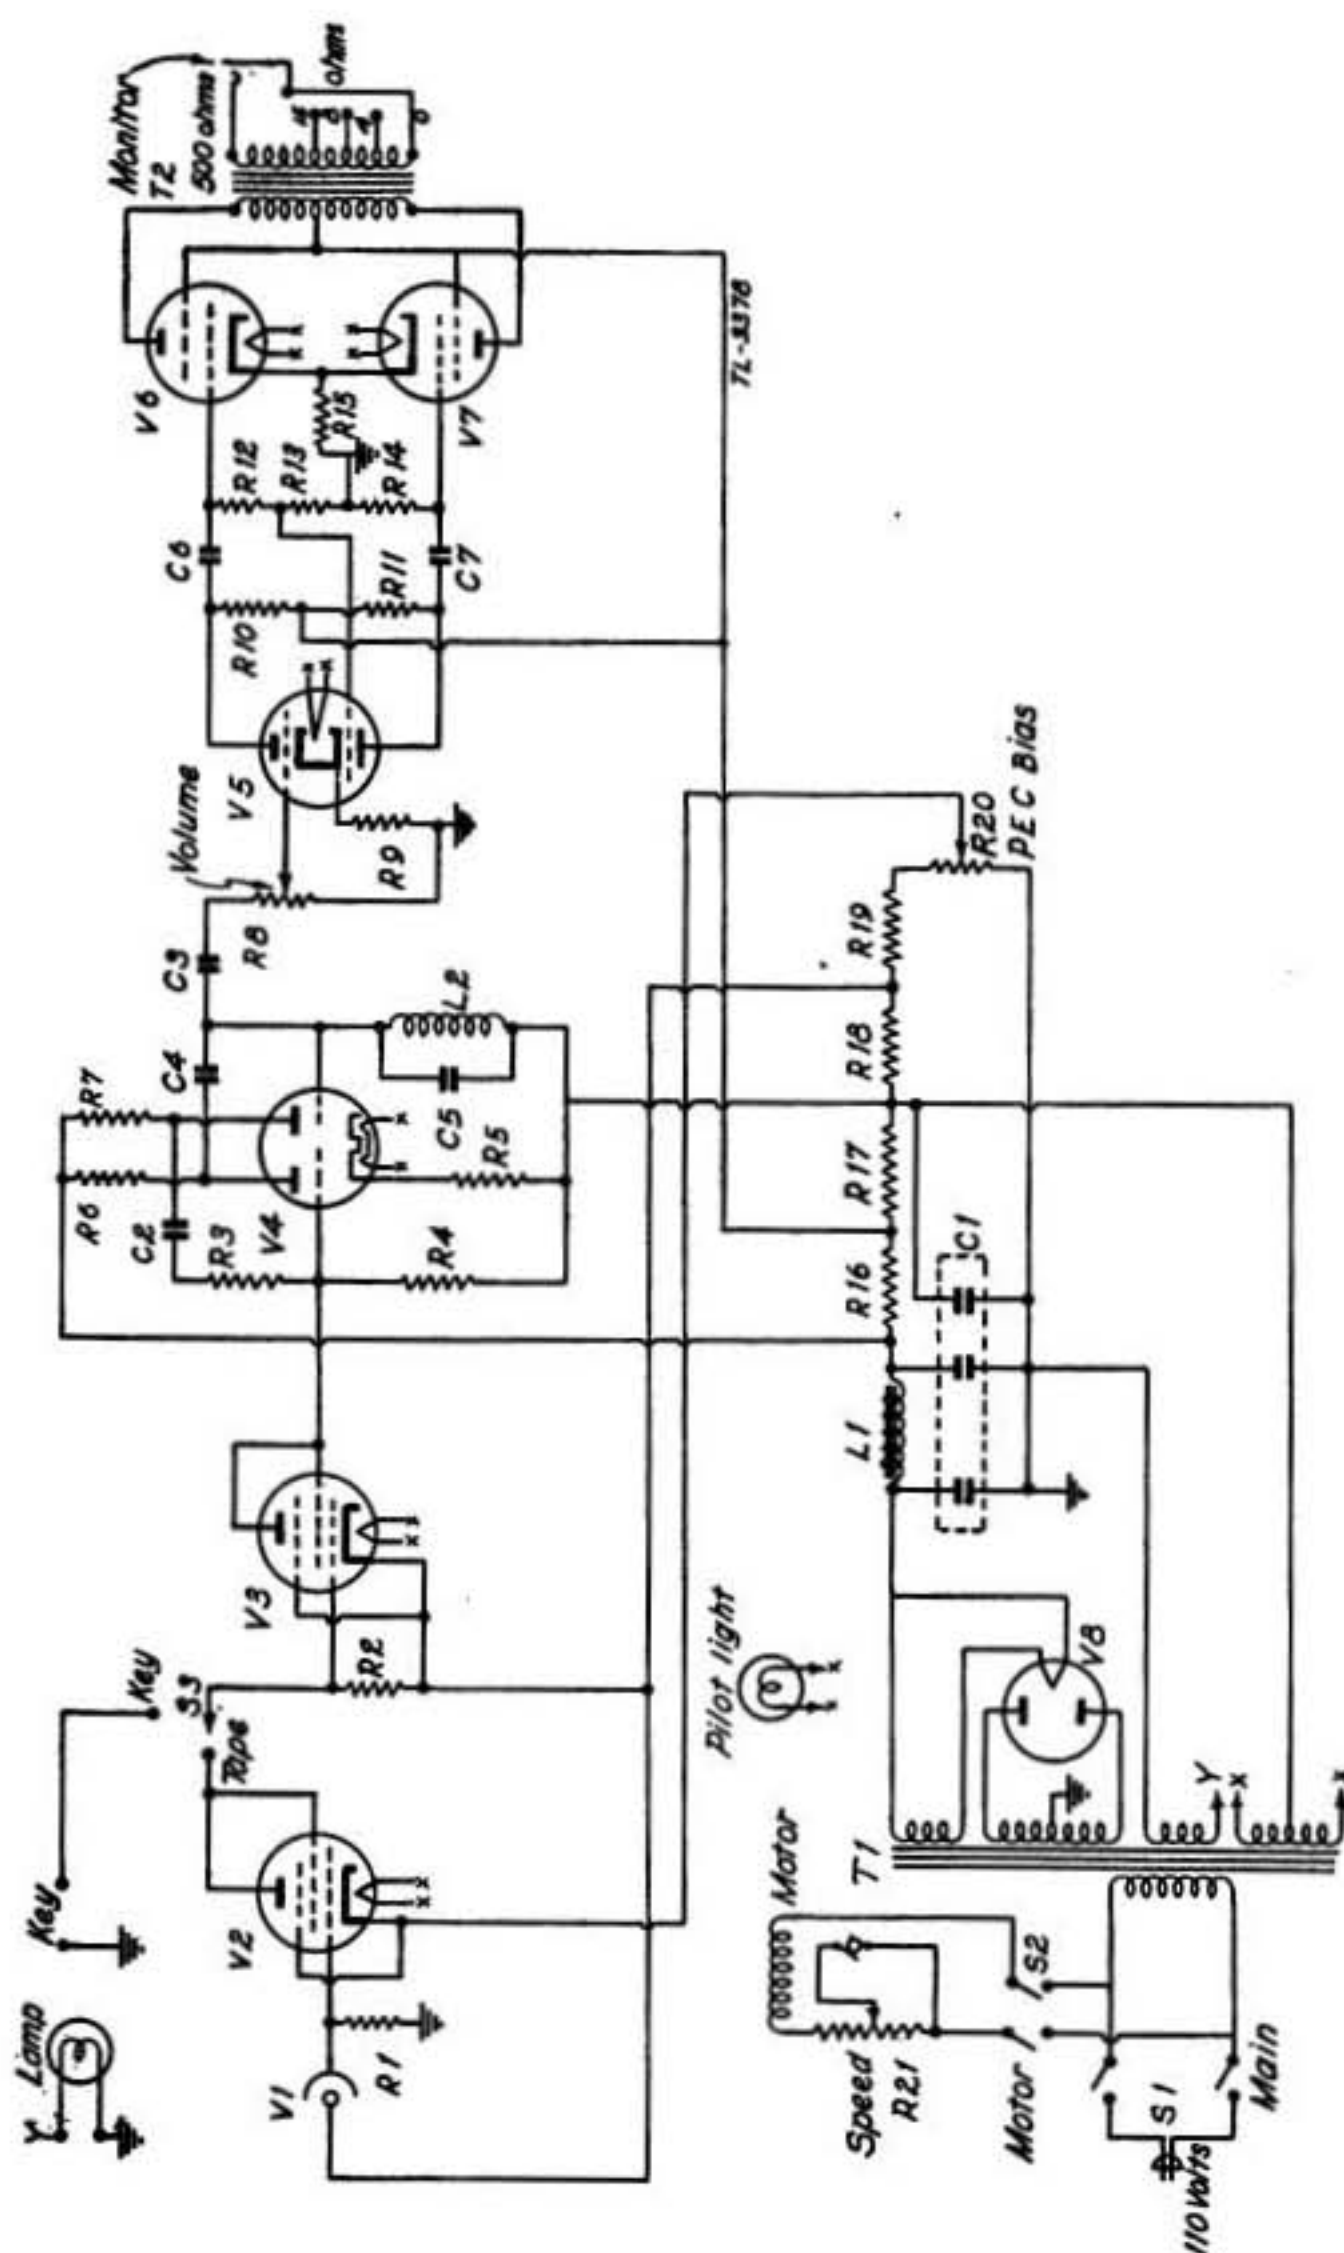 Monitor
T2
500 ohms
ohm
V6
V7
R15
R12
R13
R14
C6
R11
C7
R10
TL-3378
Volume
V5
R9
C3
R8
L2
R7
C4
C5
R5
R6
C2
R3
V4
R4
V3
Key
Key
S3
Tape
R2
V2
Lamp
Y
V1
R1
R20
PEC Bias
R19
R18
R17
C1
R16
L1
Pilot light
x
x
V8
Y
x
x
T1
Motor
S2
Speed
R21
Motor
S1
Main
110 Volts